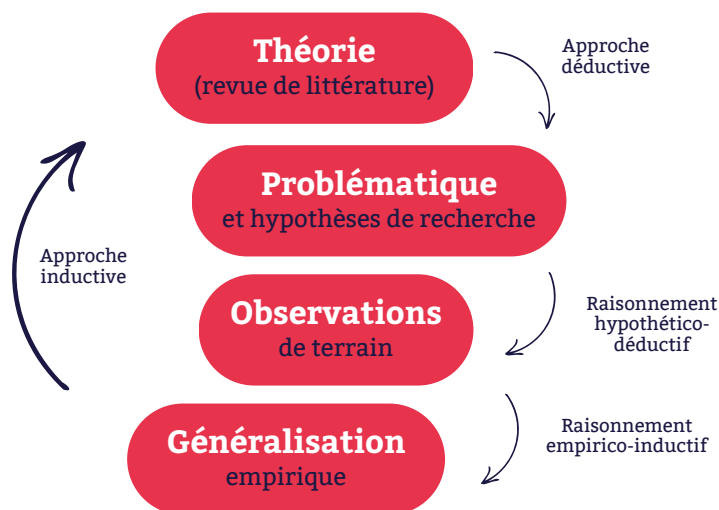 Théorie
(revue de littérature)
Approche
déductive
Problématique
et hypothèses de recherche
Approche
inductive
Observations
de terrain
Raisonnement
hypothético-
déductif
Généralisation
empirique
Raisonnement
empirico-inductif